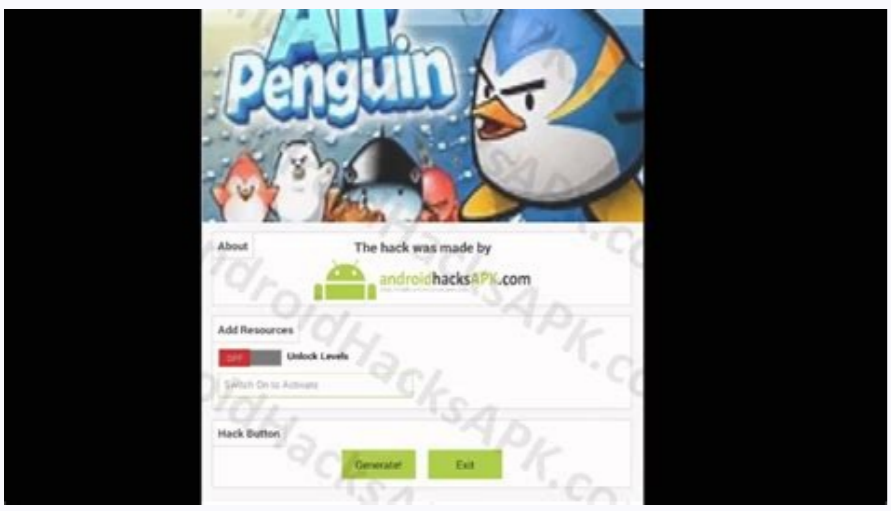 Air
Penguin
About
The hack was made by
androidhacksAPK.com
Add Resources
OFF
Unlock Levels
Switch On to Activate
Hack Button
Generate!
Exit